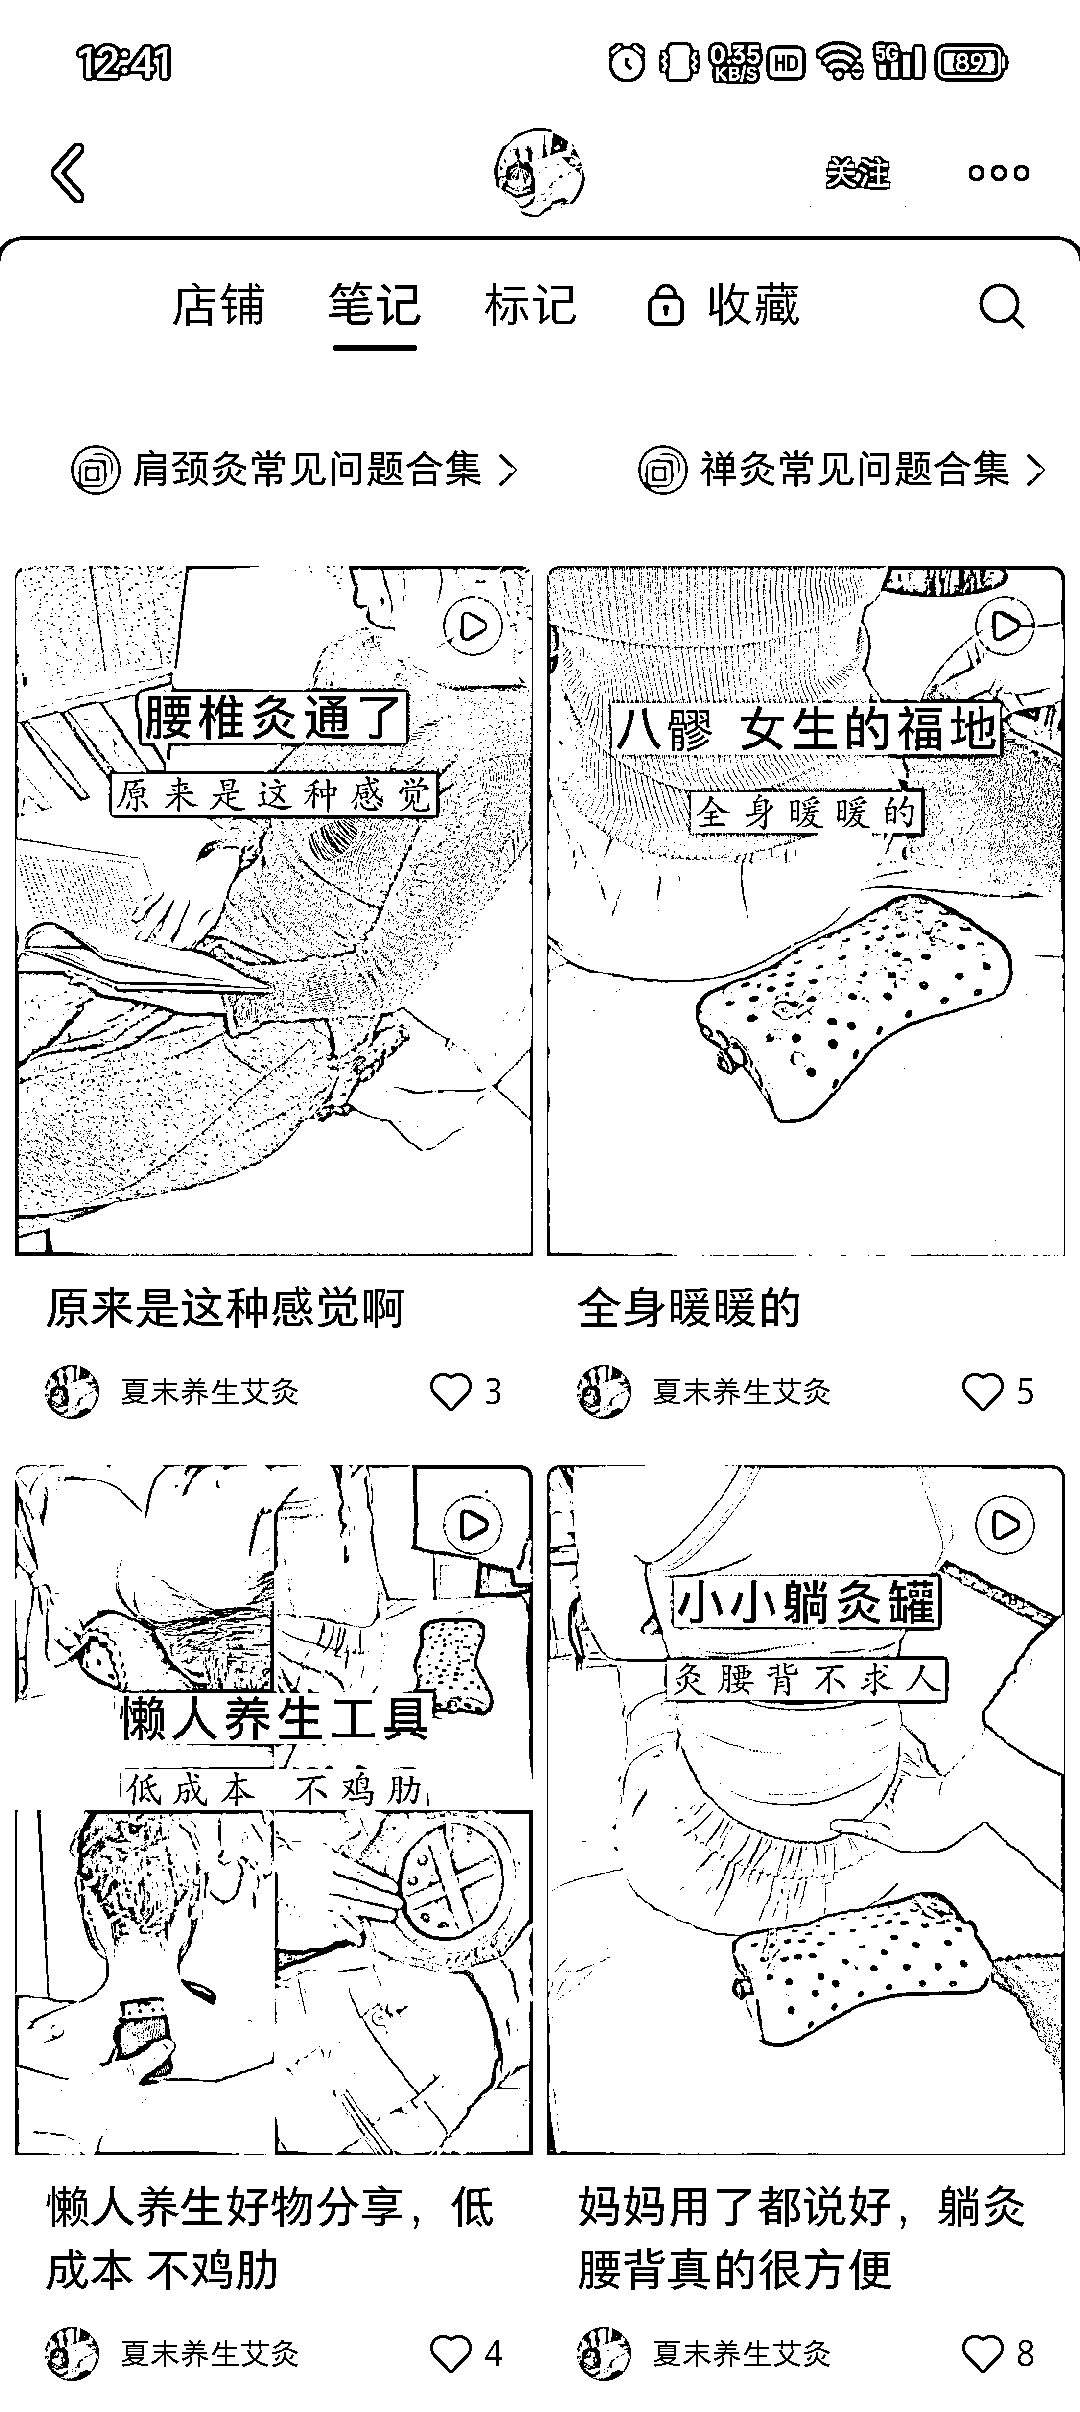 12:41
0.35
KB/S
HD
5G
89
关注
店铺 笔记 标记 收藏
肩颈灸常见问题合集
禅灸常见问题合集
腰椎灸通了
原来是这种感觉
八髎 女生的福地
全身暖暖的
原来是这种感觉啊
全身暖暖的
夏末养生艾灸 3
夏末养生艾灸 5
懒人养生工具
低成本 不鸡肋
小小躺灸罐
灸腰背不求人
懒人养生好物分享，低
成本 不鸡肋
妈妈用了都说好，躺灸
腰背真的很方便
夏末养生艾灸 4
夏末养生艾灸 8